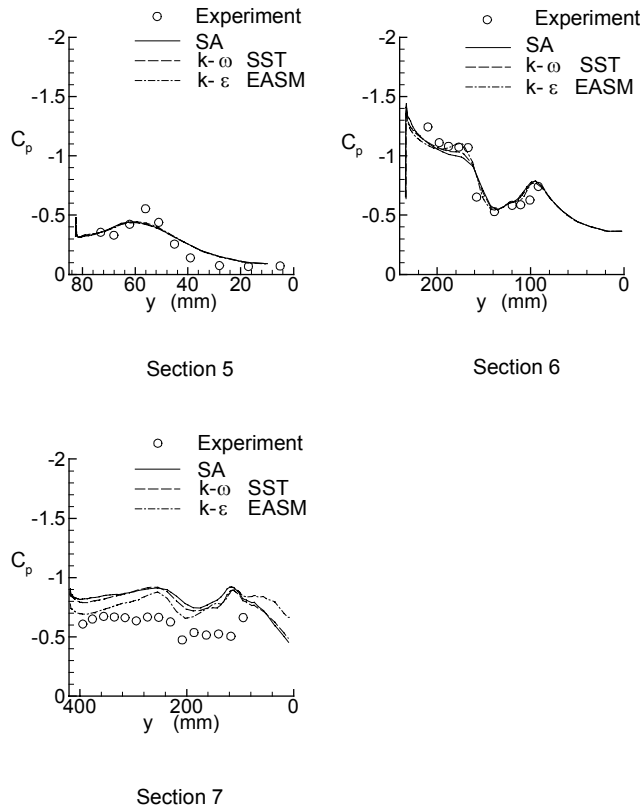 Experiment
SA
k-ω SST
k-ε EASM
-2
-1.5
-1
-0.5
0
C_p
80 60 40 20 0
y (mm)
Section 5
Experiment
SA
k-ω SST
k-ε EASM
-2
-1.5
-1
-0.5
0
C_p
200 100 0
y (mm)
Section 6
Experiment
SA
k-ω SST
k-ε EASM
-2
-1.5
-1
-0.5
0
C_p
400 200 0
y (mm)
Section 7